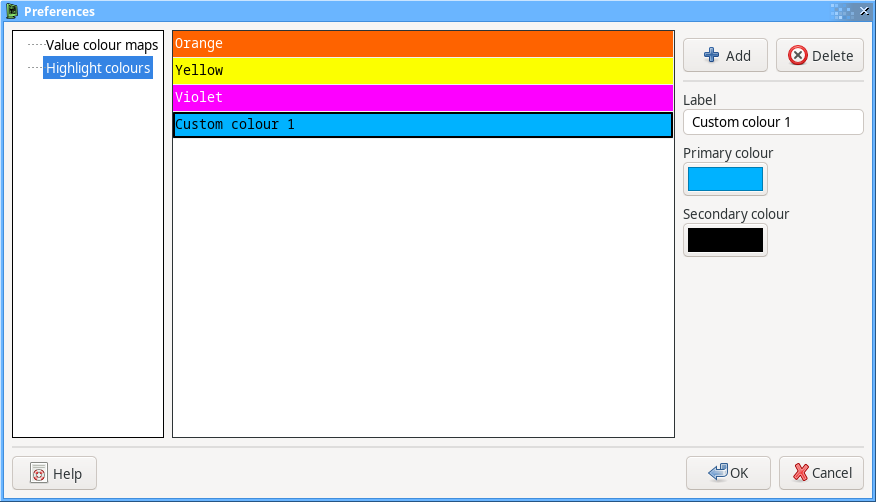 Preferences
Value colour maps
Highlight colours
Orange
Yellow
Violet
Custom colour 1
Add
Delete
Label
Custom colour 1
Primary colour
Secondary colour
Help
OK
Cancel